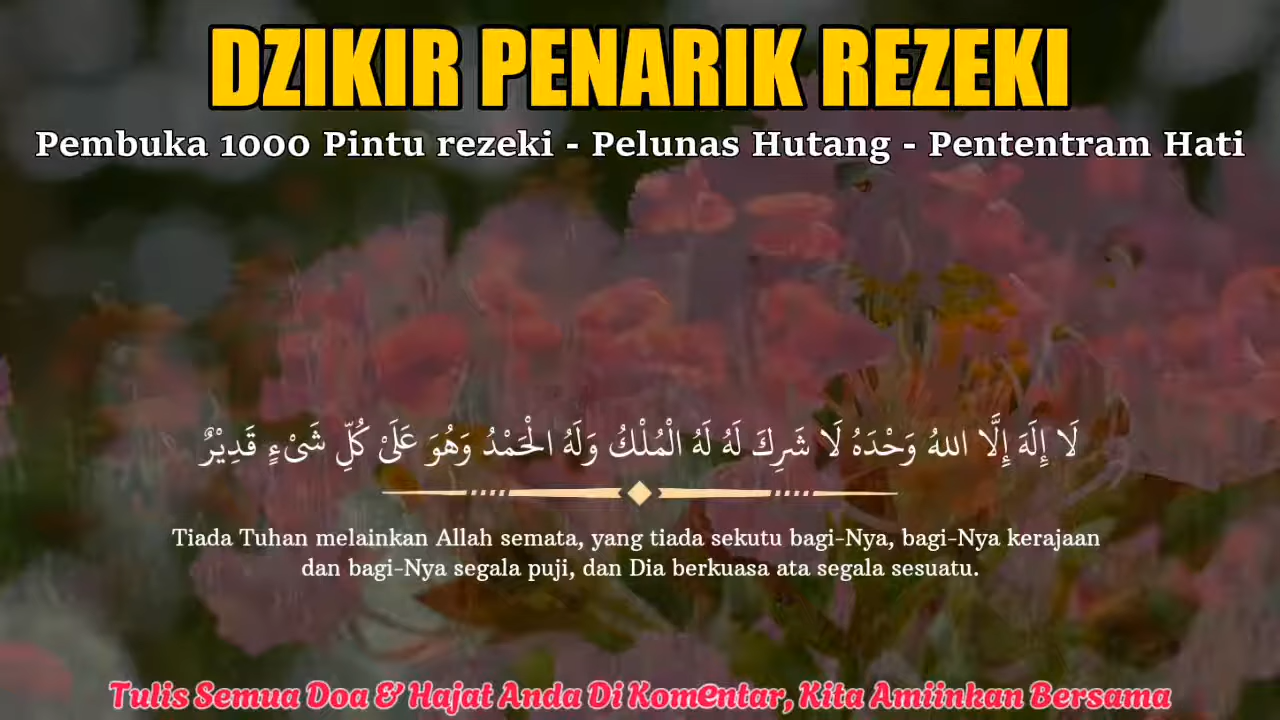 DZIKIR PENARIK REZEKI
Pembuka 1000 Pintu rezeki - Pelunas Hutang - Pententram Hati
لَا إِلَهَ إِلَّا اللهُ وَحْدَهُ لَا شَرِكَ لَهُ لَهُ الْمُلْكُ وَلَهُ الْحَمْدُ وَهُوَ عَلَىْ كُلِّ شَىْءٍ قَدِيْرٌ
Tiada Tuhan melainkan Allah semata, yang tiada sekutu bagi-Nya, bagi-Nya kerajaan
dan bagi-Nya segala puji, dan Dia berkuasa ata segala sesuatu.
Tulis Semua Doa & Hajat Anda Di Komentar, Kita Amiinkan Bersama